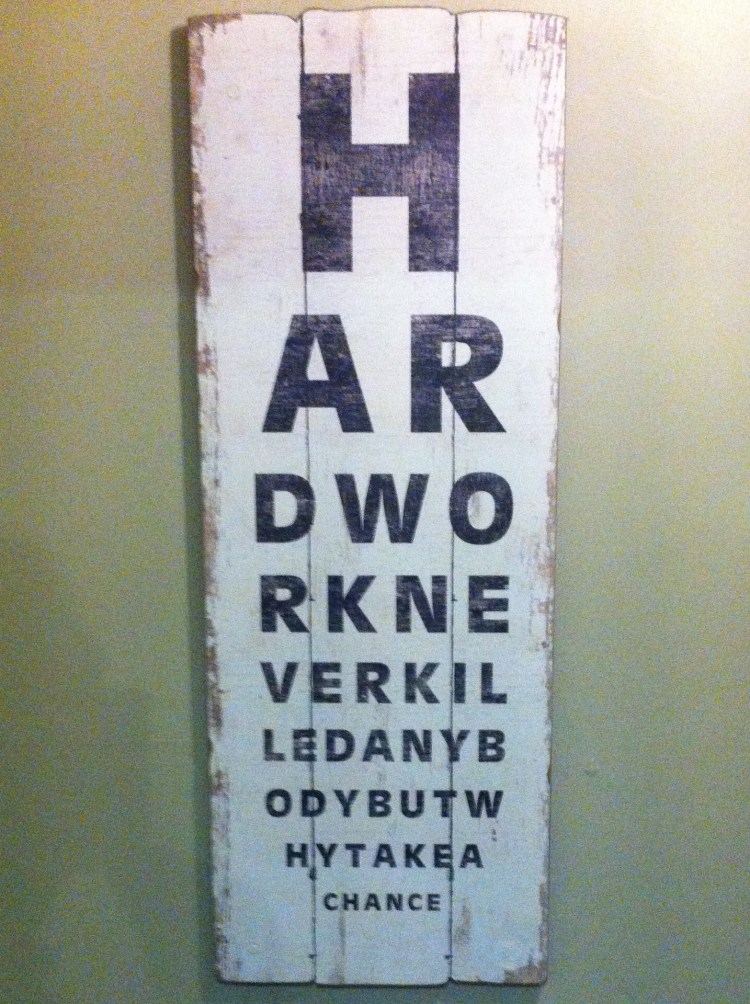 H
AR
DWO
RKNE
VERKIL
LEDANYB
ODYBUTW
HYTAKEA
CHANCE